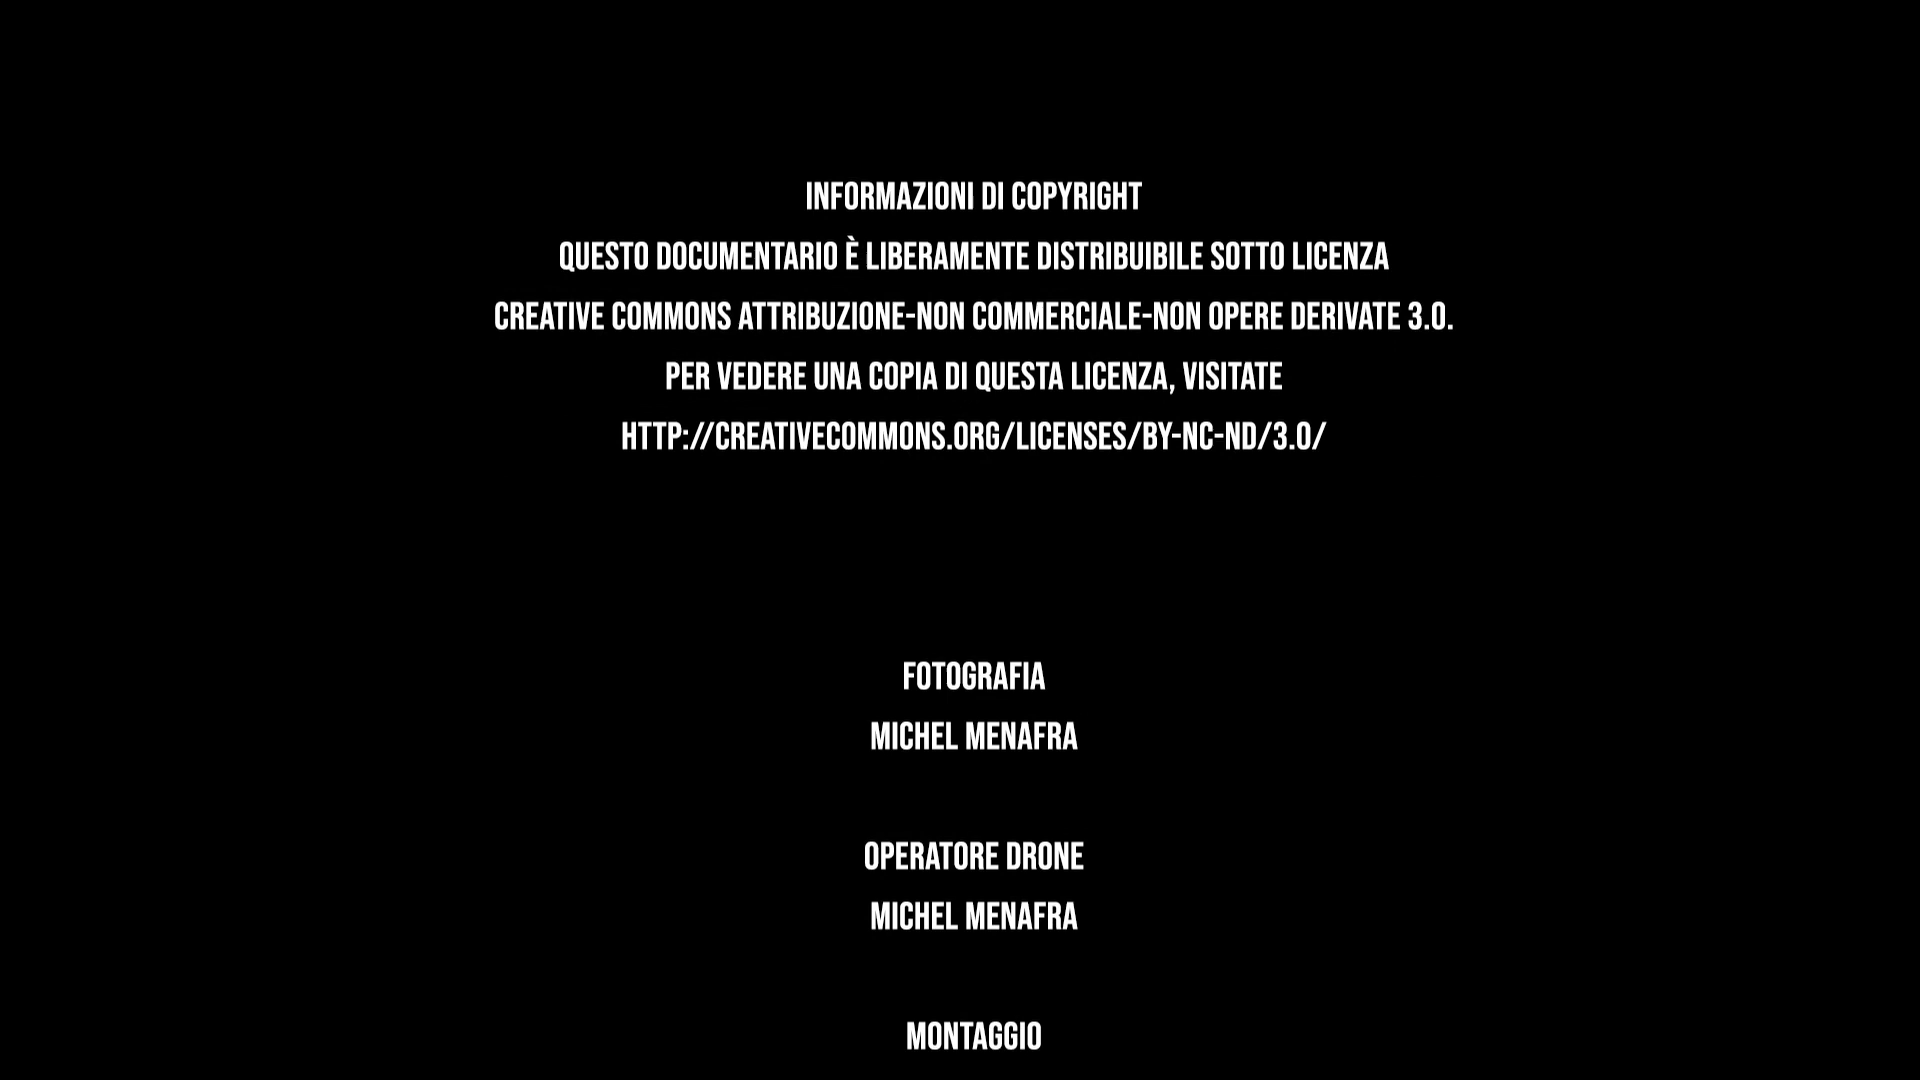 INFORMAZIONI DI COPYRIGHT
QUESTO DOCUMENTARIO È LIBERAMENTE DISTRIBUIBILE SOTTO LICENZA
CREATIVE COMMONS ATTRIBUZIONE-NON COMMERCIALE-NON OPERE DERIVATE 3.0.
PER VEDERE UNA COPIA DI QUESTA LICENZA, VISITATE
HTTP://CREATIVECOMMONS.ORG/LICENSES/BY-NC-ND/3.0/
FOTOGRAFIA
MICHEL MENAFRA
OPERATORE DRONE
MICHEL MENAFRA
MONTAGGIO